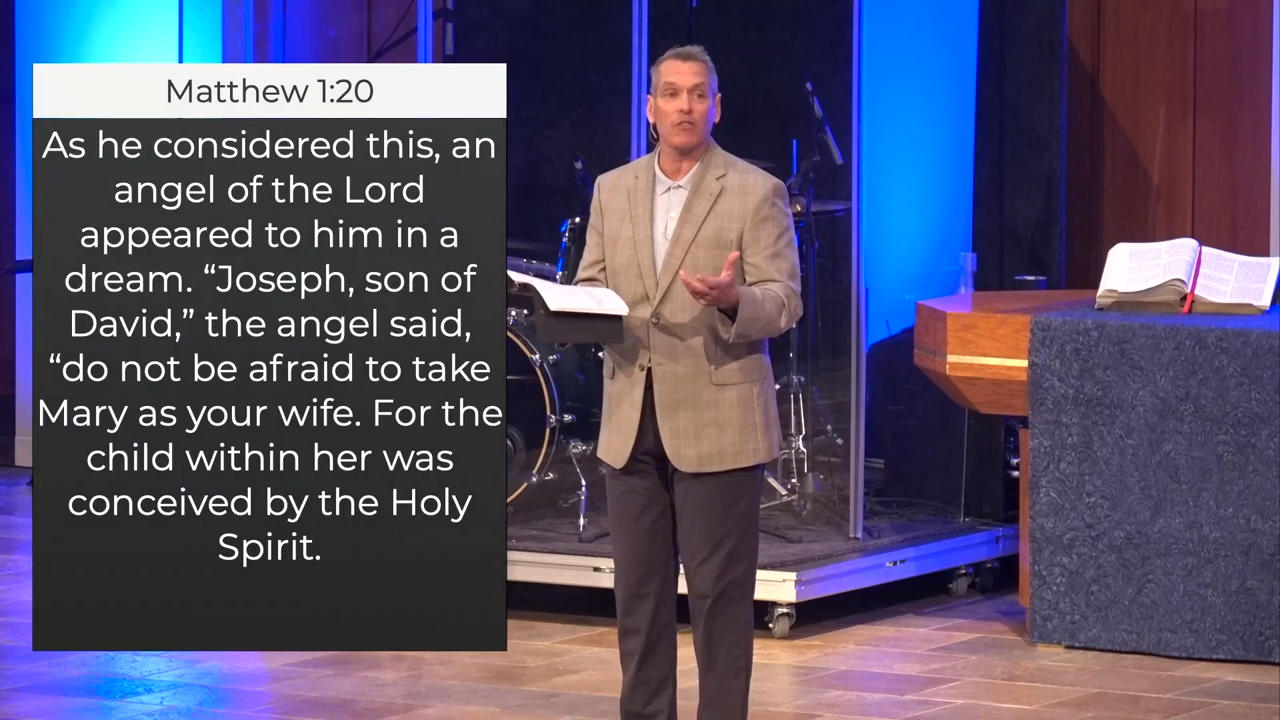 Matthew 1:20
As he considered this, an
angel of the Lord
appeared to him in a
dream. “Joseph, son of
David,” the angel said,
“do not be afraid to take
Mary as your wife. For the
child within her was
conceived by the Holy
Spirit.